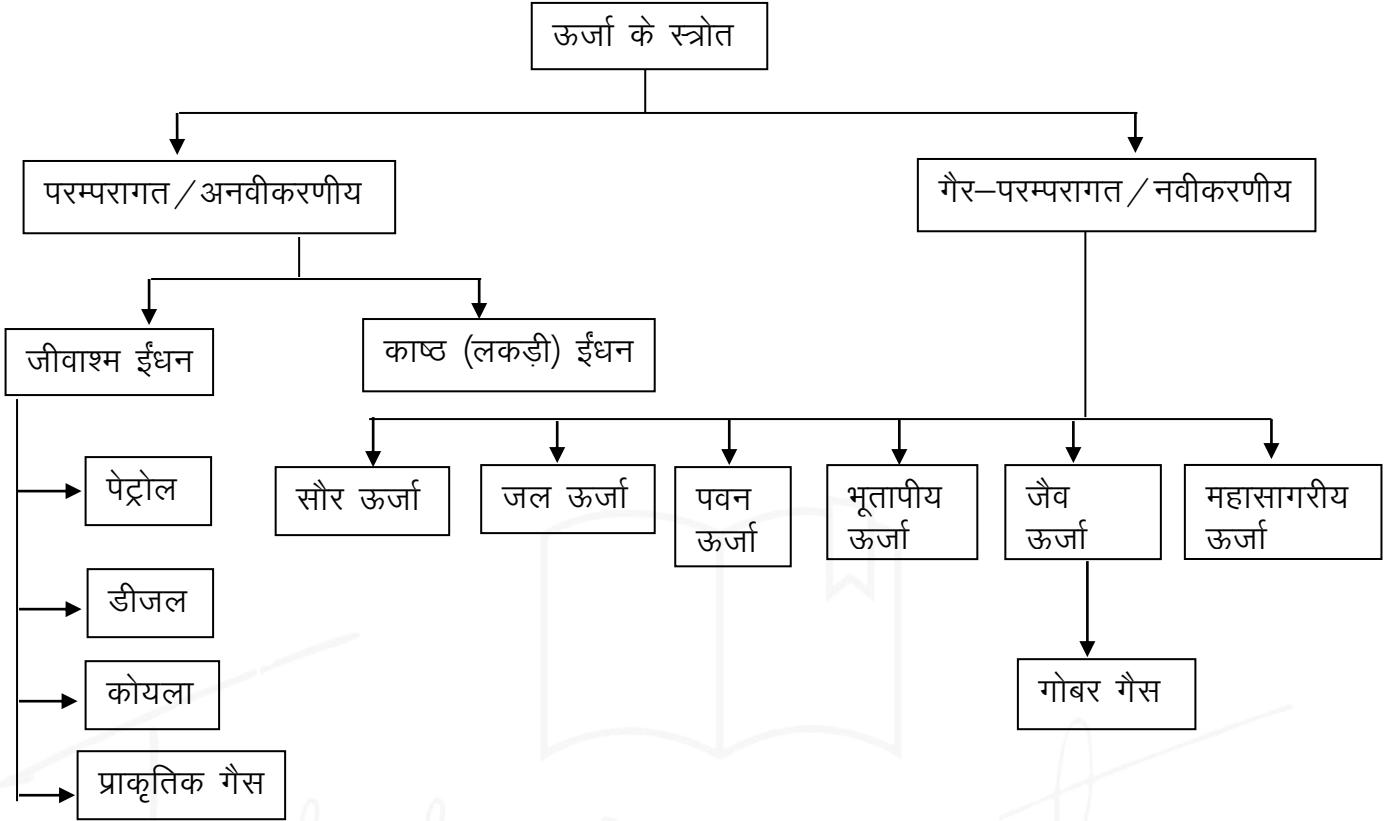 ऊर्जा के स्त्रोत
परम्परागत/अनवीकरणीय
गैर–परम्परागत/नवीकरणीय
जीवाश्म ईंधन
काष्ठ (लकड़ी) ईंधन
पेट्रोल
डीजल
कोयला
प्राकृतिक गैस
सौर ऊर्जा
जल ऊर्जा
पवन
ऊर्जा
भूतापीय
ऊर्जा
जैव
ऊर्जा
महासागरीय
ऊर्जा
गोबर गैस